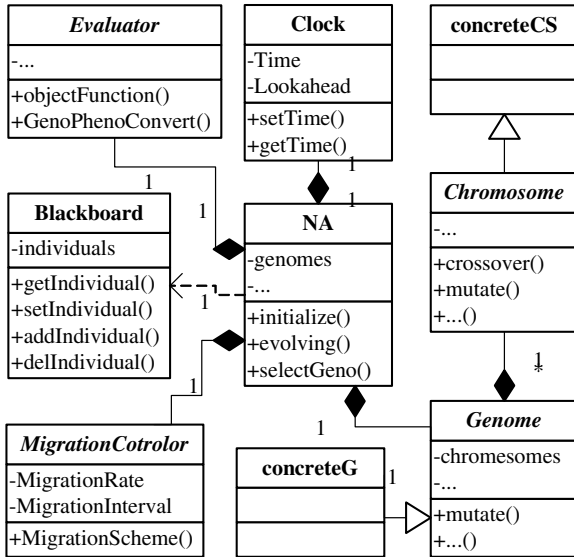 Evaluator
-...
+objectFunction()
+GenoPhenoConvert()
Clock
-Time
-Lookahead
+setTime()
+getTime()
concreteCS
1
1
1
1
Blackboard
-individuals
+getIndividual()
+setIndividual()
+addIndividual()
+delIndividual()
NA
-genomes
-...
+initialize()
+evolving()
+selectGeno()
Chromosome
-...
+crossover()
+mutate()
+...()
1
1
1
1
*
MigrationCotrolor
-MigrationRate
-MigrationInterval
+MigrationScheme()
concreteG
1
Genome
-chromesomes
-...
+mutate()
+...()